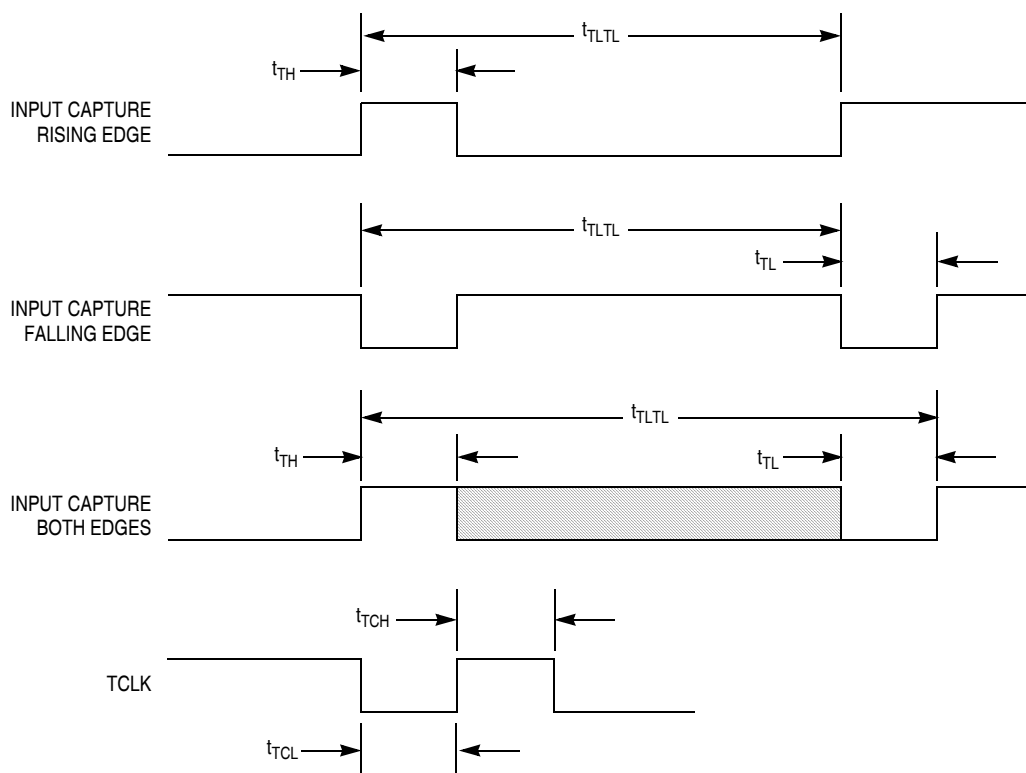 tTLTL
tTH
INPUT CAPTURE
RISING EDGE
tTLTL
tTL
INPUT CAPTURE
FALLING EDGE
tTLTL
tTH
tTL
INPUT CAPTURE
BOTH EDGES
tTCH
TCLK
tTCL